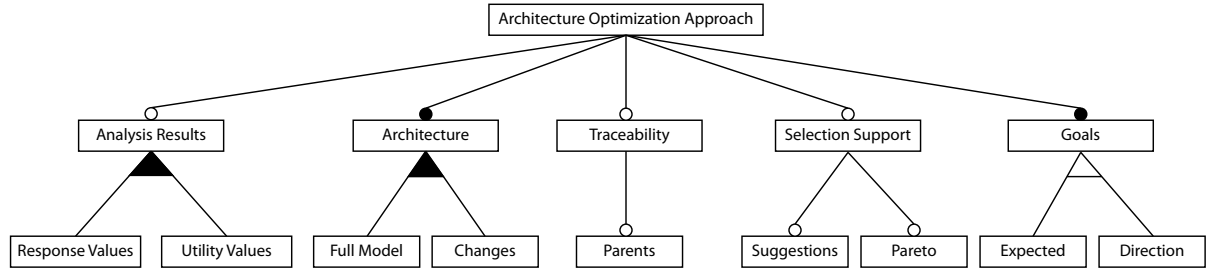 Architecture Optimization Approach
Analysis Results
Architecture
Traceability
Selection Support
Goals
Response Values
Utility Values
Full Model
Changes
Parents
Suggestions
Pareto
Expected
Direction